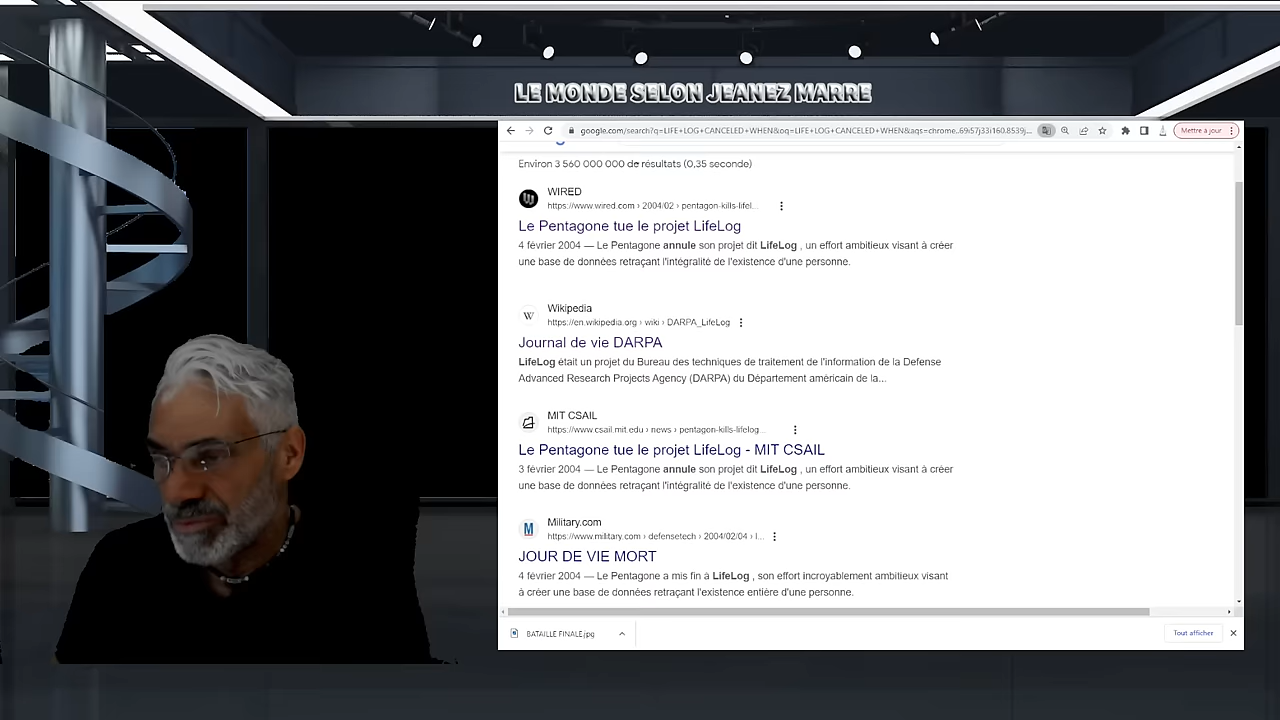 LE MONDE SELON JEANEZ MARRE
google.com/search?q=LIFE+LOG+CANCELED+WHEN&oq=LIFE+LOG+CANCELED+WHEN&aqs=chrome..69i57j33i160.8539j...
Mettre à jour
Environ 3 560 000 000 de résultats (0,35 seconde)
WIRED
https://www.wired.com › 2004/02 › pentagon-kills-lifel...
Le Pentagone tue le projet LifeLog
4 février 2004 — Le Pentagone annule son projet dit LifeLog , un effort ambitieux visant à créer
une base de données retraçant l'intégralité de l'existence d'une personne.
Wikipedia
W
https://en.wikipedia.org › wiki › DARPA_LifeLog
Journal de vie DARPA
LifeLog était un projet du Bureau des techniques de traitement de l'information de la Defense
Advanced Research Projects Agency (DARPA) du Département américain de la...
MIT CSAIL
https://www.csail.mit.edu › news › pentagon-kills-lifelog...
Le Pentagone tue le projet LifeLog - MIT CSAIL
3 février 2004 — Le Pentagone annule son projet dit LifeLog , un effort ambitieux visant à créer
une base de données retraçant l'intégralité de l'existence d'une personne.
Military.com
M
https://www.military.com › defensetech › 2004/02/04 › l...
JOUR DE VIE MORT
4 février 2004 — Le Pentagone a mis fin à LifeLog , son effort incroyablement ambitieux visant
à créer une base de données retraçant l'existence entière d'une personne.
BATAILLE FINALE.jpg
Tout afficher